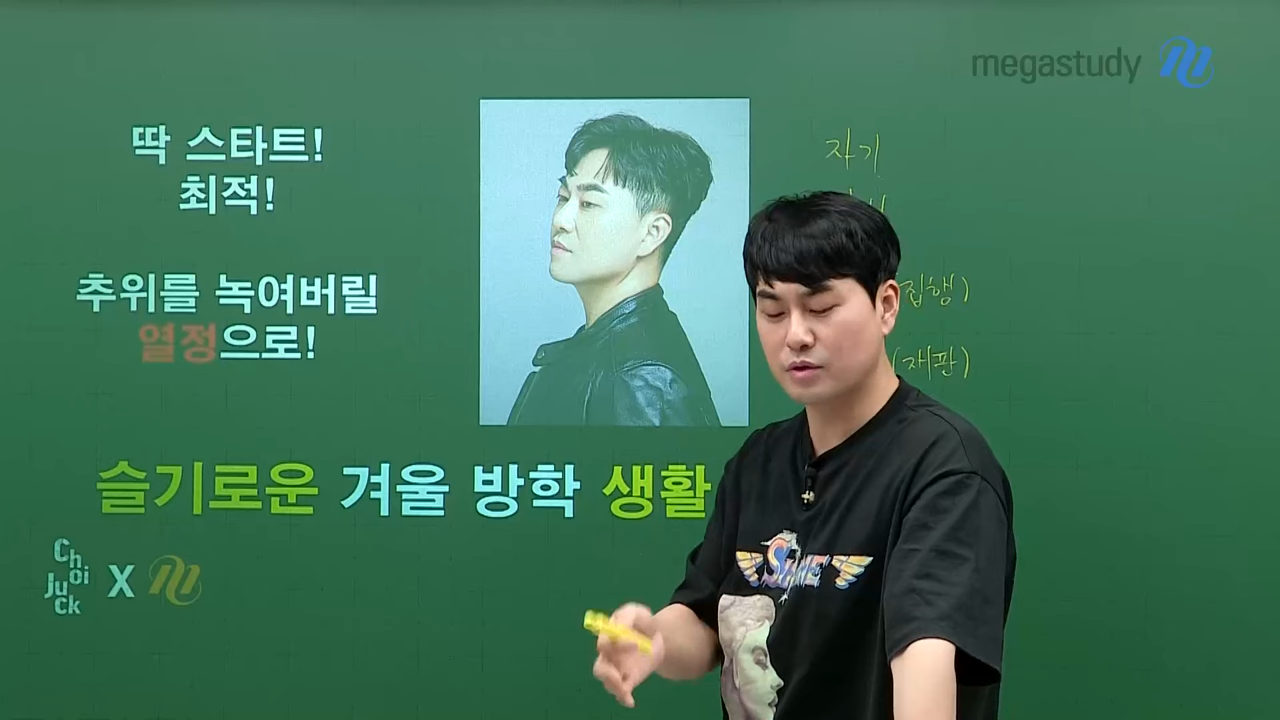 megastudy
딱 스타트!
최적!
추위를 녹여버릴
열정으로!
슬기로운 겨울 방학 생활
Choi
Juck
X
자기
집행)
(재판)